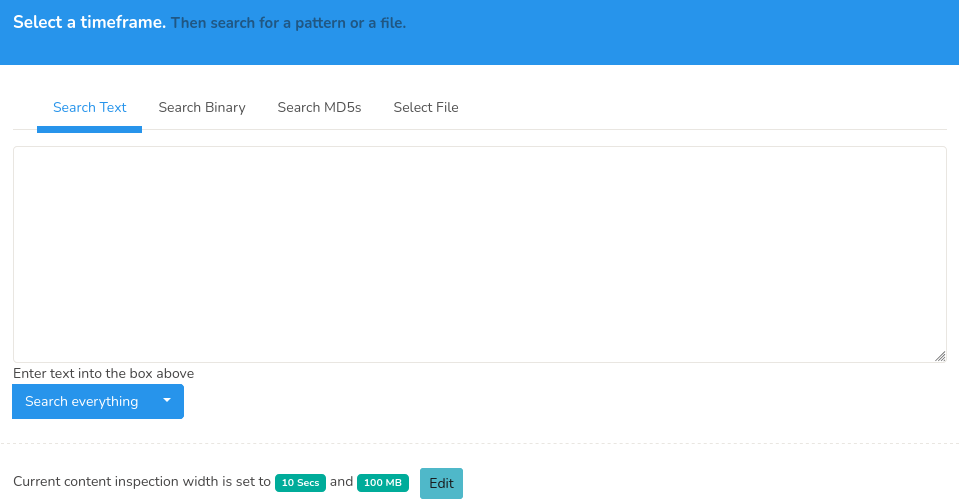 Select a timeframe. Then search for a pattern or a file.
Search Text Search Binary Search MD5s Select File
Enter text into the box above
Search everything
Current content inspection width is set to 10 Secs and 100 MB Edit